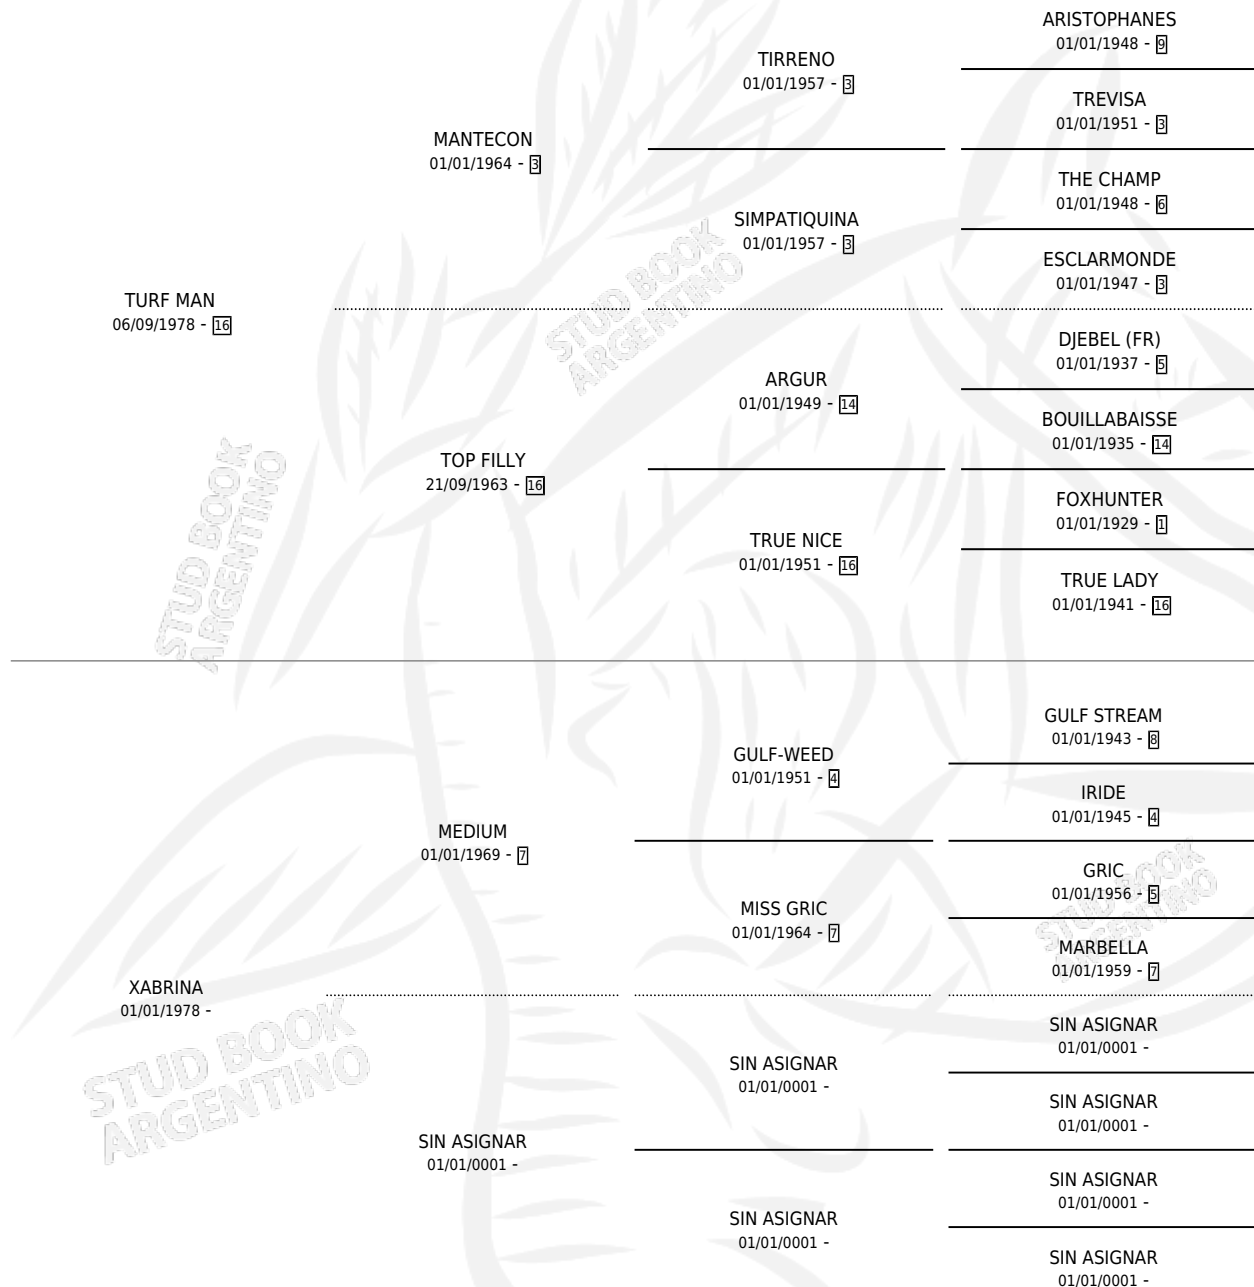 TURF MAN
06/09/1978 - 16
MANTECON
01/01/1964 - 3
TOP FILLY
21/09/1963 - 16
TIRRENO
01/01/1957 - 3
SIMPATIQUINA
01/01/1957 - 3
ARGUR
01/01/1949 - 14
TRUE NICE
01/01/1951 - 16
ARISTOPHANES
01/01/1948 - 9
TREVISA
01/01/1951 - 3
THE CHAMP
01/01/1948 - 6
ESCLARMONDE
01/01/1947 - 3
DJEBEL (FR)
01/01/1937 - 5
BOUILLABAISSE
01/01/1935 - 14
FOXHUNTER
01/01/1929 - 1
TRUE LADY
01/01/1941 - 16
XABRINA
01/01/1978 -
MEDIUM
01/01/1969 - 7
SIN ASIGNAR
01/01/0001 -
GULF-WEED
01/01/1951 - 4
MISS GRIC
01/01/1964 - 7
SIN ASIGNAR
01/01/0001 -
SIN ASIGNAR
01/01/0001 -
GULF STREAM
01/01/1943 - 8
IRIDE
01/01/1945 - 4
GRIC
01/01/1956 - 5
MARBELLA
01/01/1959 - 7
SIN ASIGNAR
01/01/0001 -
SIN ASIGNAR
01/01/0001 -
SIN ASIGNAR
01/01/0001 -
SIN ASIGNAR
01/01/0001 -
STUD BOOK
ARGENTINO
STUD BOOK
ARGENTINO
STUD BOOK
ARGENTINO
STUD BOOK
ARGENTINO